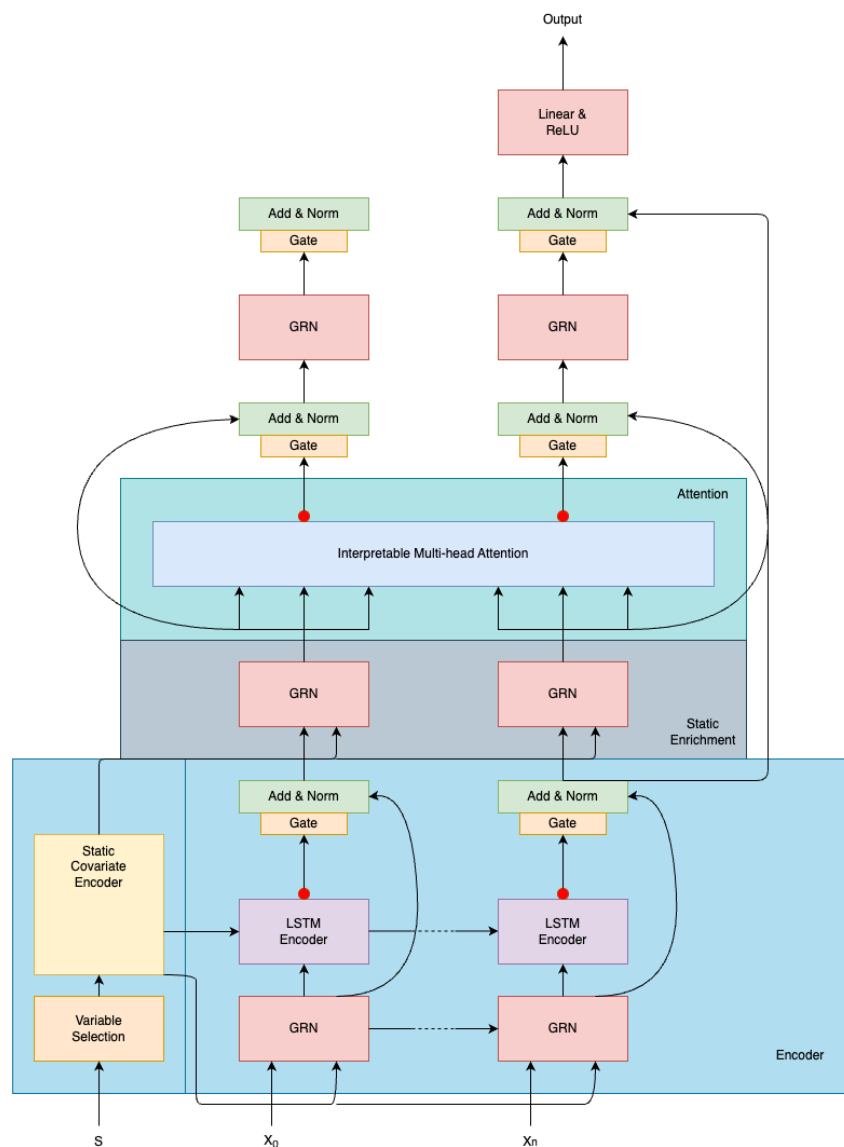 Output
Linear &
ReLU
Add & Norm
Gate
Add & Norm
Gate
GRN
GRN
Add & Norm
Gate
Add & Norm
Gate
Attention
Interpretable Multi-head Attention
GRN
GRN
Static
Enrichment
Add & Norm
Gate
Add & Norm
Gate
Static
Covariate
Encoder
LSTM
Encoder
LSTM
Encoder
Variable
Selection
GRN
GRN
Encoder
S
X₀
Xₙ